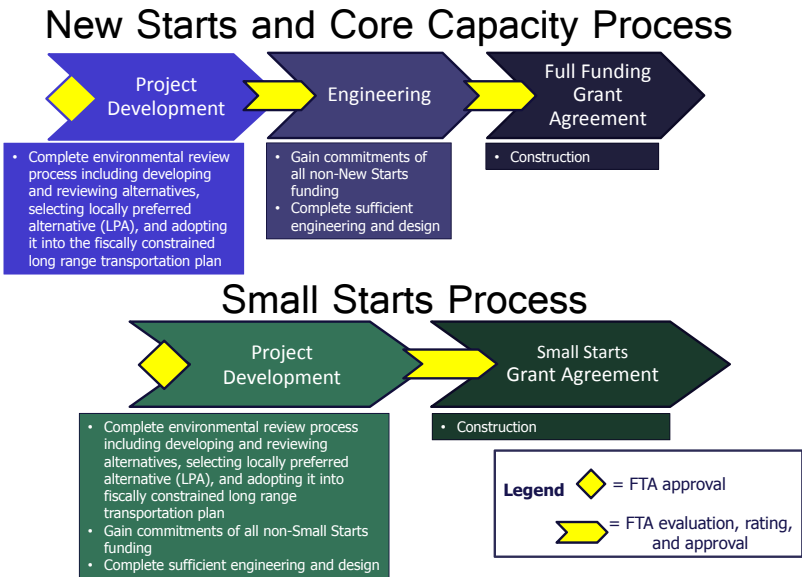 New Starts and Core Capacity Process
Project
Development
Engineering
Full Funding
Grant
Agreement
• Complete environmental review
process including developing
and reviewing alternatives,
selecting locally preferred
alternative (LPA), and adopting
it into the fiscally constrained
long range transportation plan
• Gain commitments of
all non-New Starts
funding
• Complete sufficient
engineering and design
• Construction
Small Starts Process
Project
Development
Small Starts
Grant Agreement
• Complete environmental review process
including developing and reviewing
alternatives, selecting locally preferred
alternative (LPA), and adopting it into
fiscally constrained long range
transportation plan
• Gain commitments of all non-Small Starts
funding
• Complete sufficient engineering and design
• Construction
Legend = FTA approval
= FTA evaluation, rating,
and approval